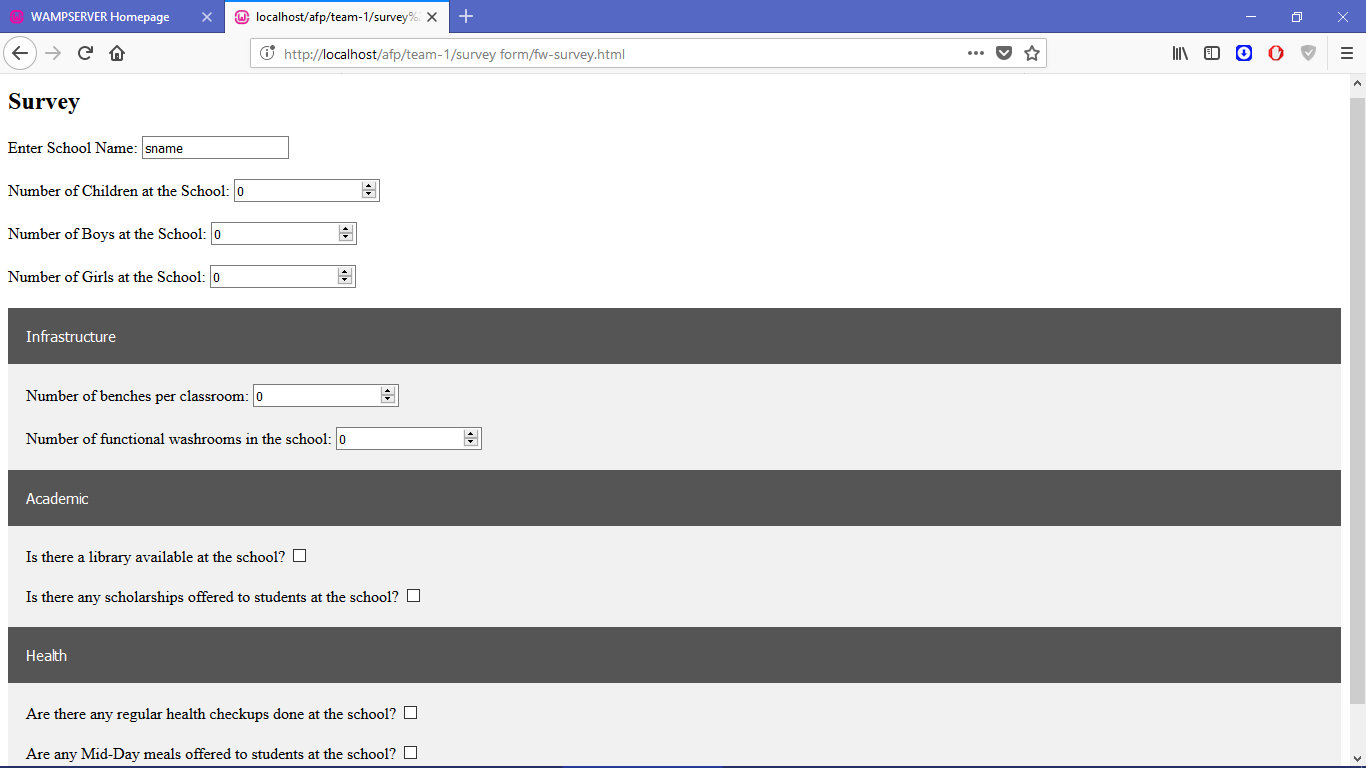 WAMPSERVER Homepage
localhost/afp/team-1/survey%2
http://localhost/afp/team-1/survey form/fw-survey.html
Survey
Enter School Name: sname
Number of Children at the School: 0
Number of Boys at the School: 0
Number of Girls at the School: 0
Infrastructure
Number of benches per classroom: 0
Number of functional washrooms in the school: 0
Academic
Is there a library available at the school?
Is there any scholarships offered to students at the school?
Health
Are there any regular health checkups done at the school?
Are any Mid-Day meals offered to students at the school?